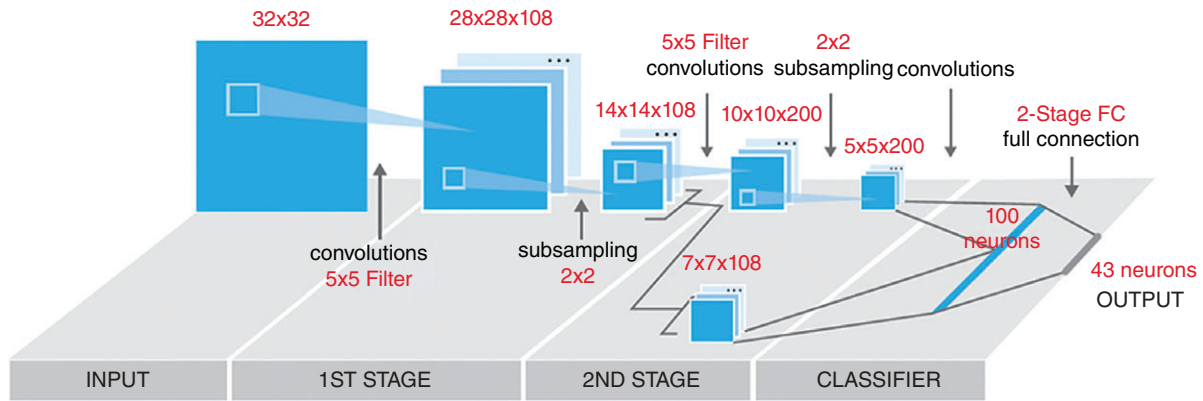 32x32
28x28x108
5x5 Filter
convolutions
2x2
subsampling
convolutions
14x14x108
10x10x200
5x5x200
2-Stage FC
full connection
convolutions
5x5 Filter
subsampling
2x2
7x7x108
100
neurons
43 neurons
OUTPUT
INPUT
1ST STAGE
2ND STAGE
CLASSIFIER